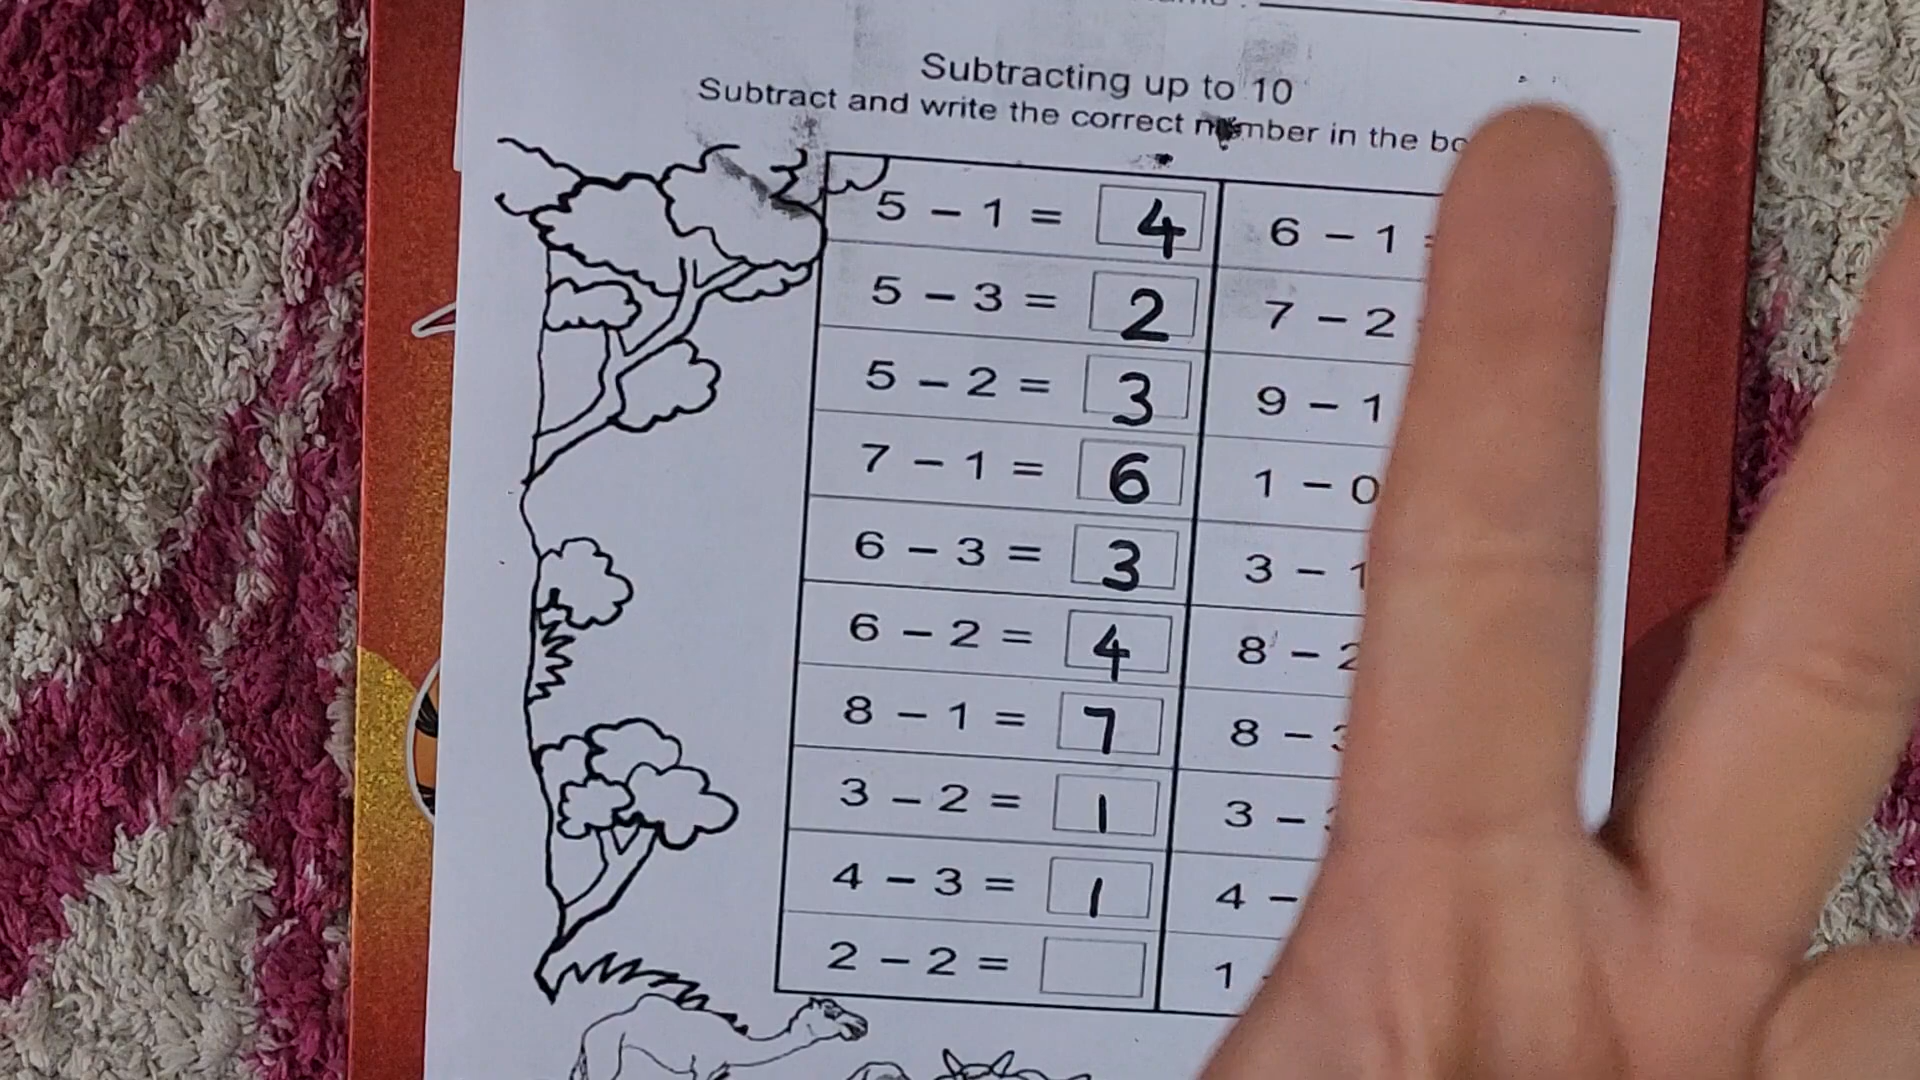 Subtracting up to 10
Subtract and write the correct number in the
5 - 1 = 4
5 - 3 = 2
5 - 2 = 3
7 - 1 = 6
6 - 3 = 3
6 - 2 = 4
8 - 1 = 7
3 - 2 = 1
4 - 3 = 1
2 - 2 =
6 - 1
7 - 2
9 - 1
1 - 0
3 - 1
8 - 2
8 -
3 -
4 -
1